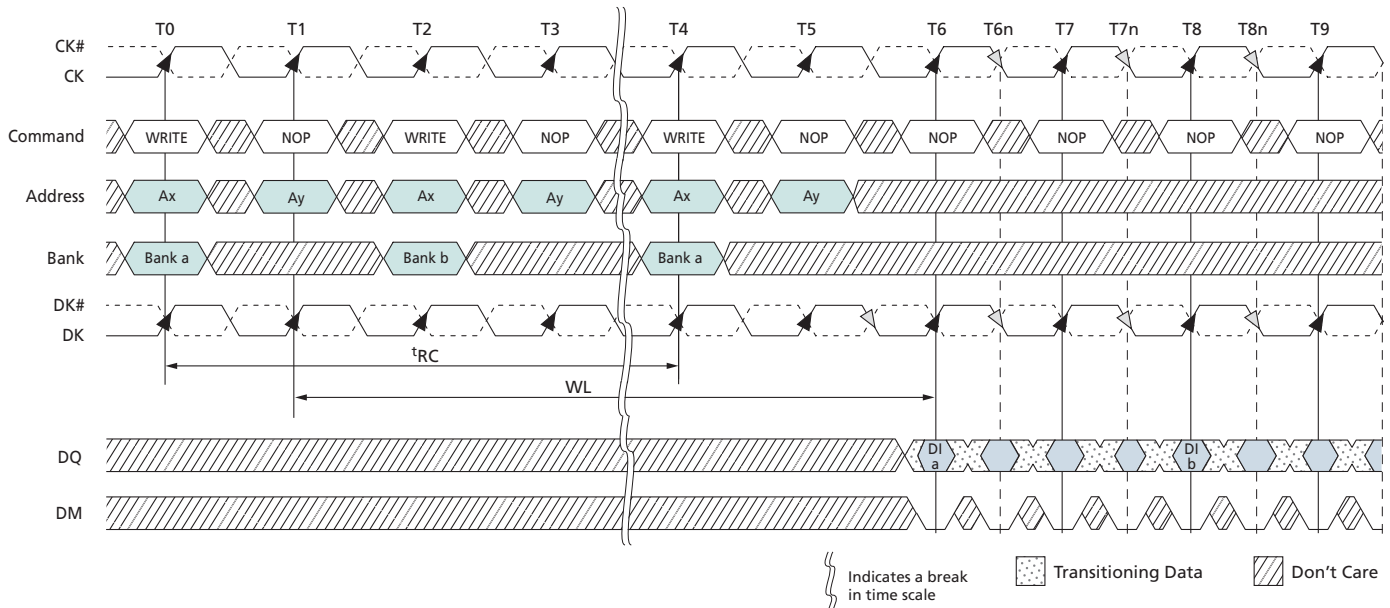 T0 T1 T2 T3 T4 T5 T6 T6n T7 T7n T8 T8n T9
CK#
CK
Command WRITE NOP WRITE NOP WRITE NOP NOP NOP NOP NOP
Address Ax Ay Ax Ay Ax Ay
Bank Bank a Bank b Bank a
DK#
DK
tRC
WL
DQ DI a DI b
DM
Indicates a break
in time scale
Transitioning Data
Don't Care